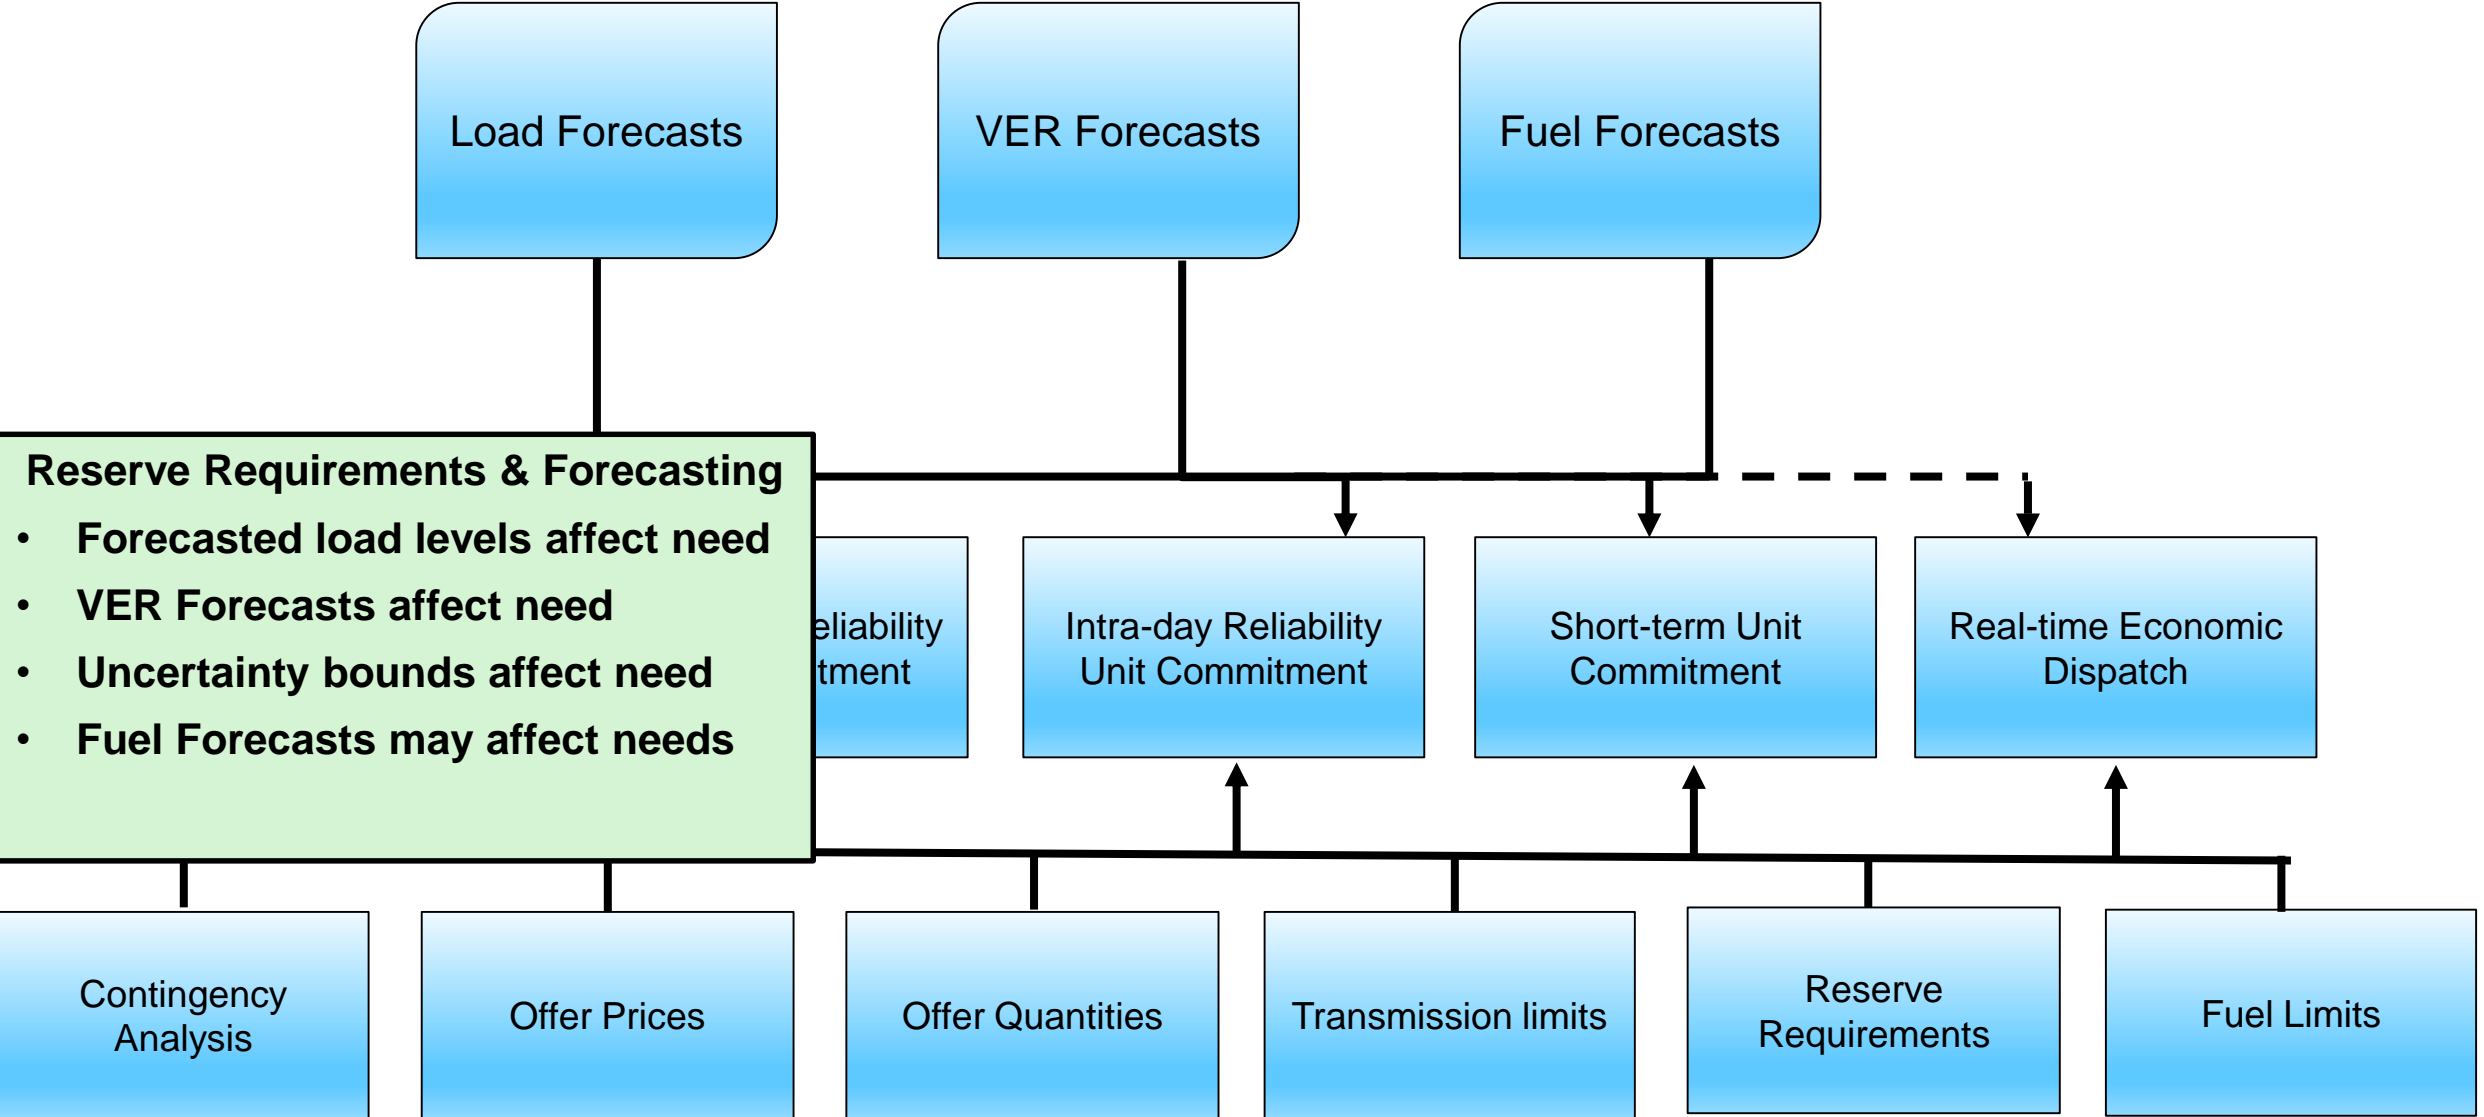 Load Forecasts
VER Forecasts
Fuel Forecasts
Reserve Requirements & Forecasting
• Forecasted load levels affect need
• VER Forecasts affect need
• Uncertainty bounds affect need
• Fuel Forecasts may affect needs
eliability
tment
Intra-day Reliability
Unit Commitment
Short-term Unit
Commitment
Real-time Economic
Dispatch
Contingency
Analysis
Offer Prices
Offer Quantities
Transmission limits
Reserve
Requirements
Fuel Limits